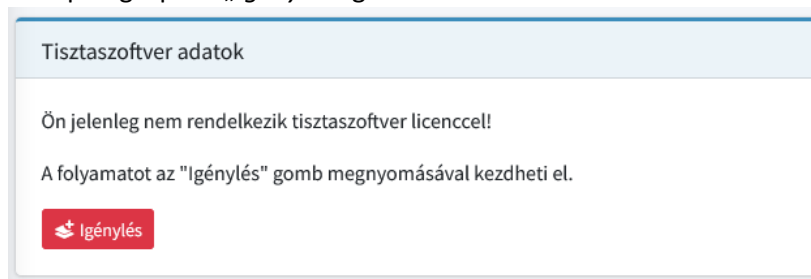 Tisztaszoftver adatok
Ön jelenleg nem rendelkezik tisztaszoftver licenccel!
A folyamatot az "Igénylés" gomb megnyomásával kezdheti el.
Igénylés